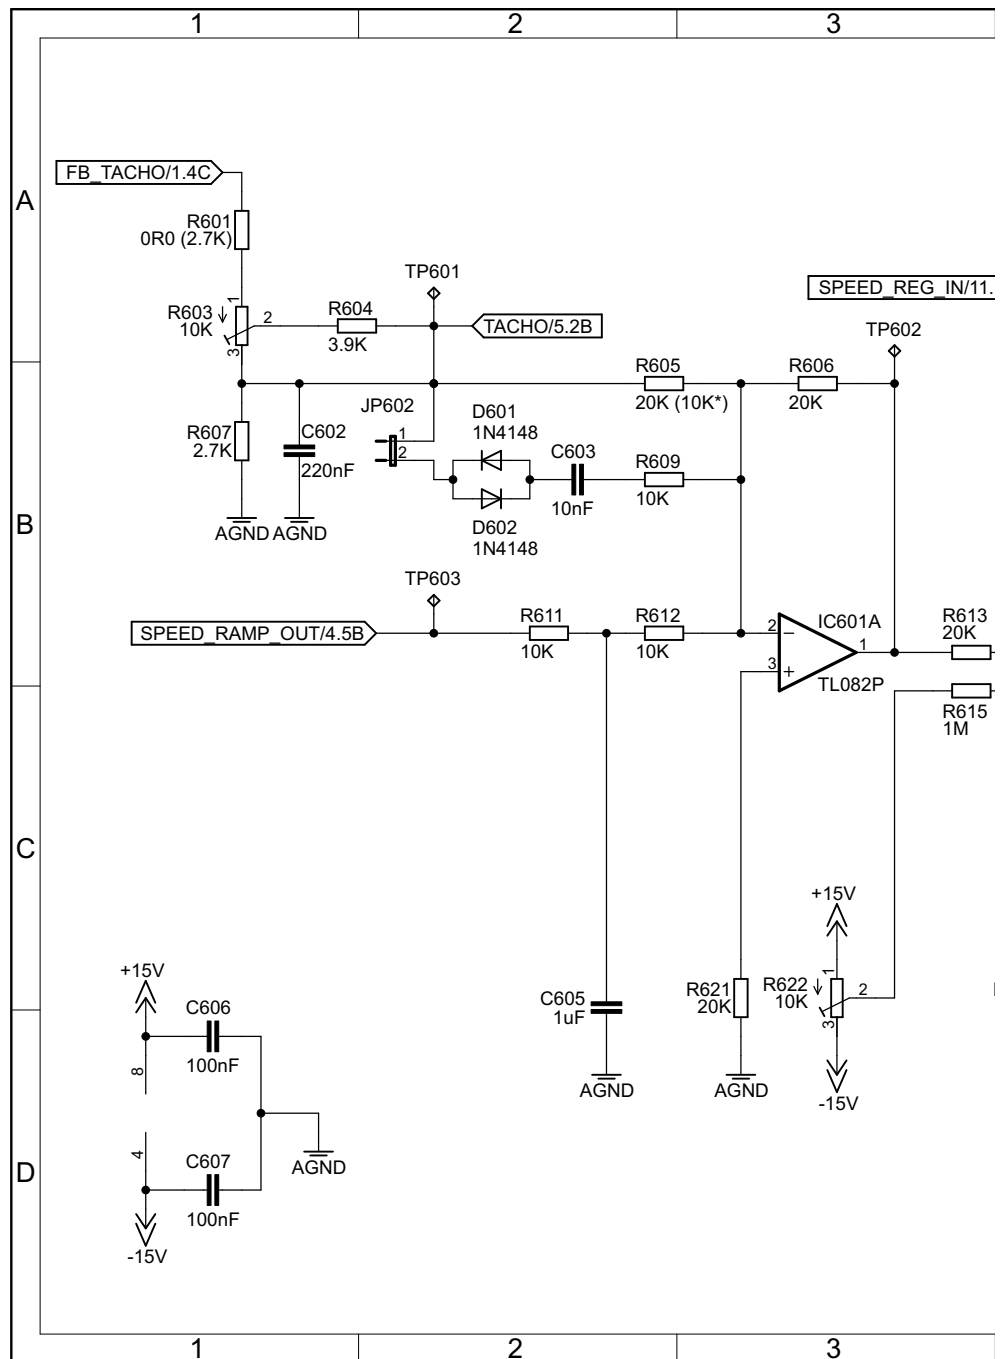 1 2 3
A
B
C
D
FB_TACHO/1.4C
R601
0R0 (2.7K)
1
R603
10K
2
3
R604
3.9K
TP601
TACHO/5.2B
SPEED_REG_IN/11.
TP602
R605
20K (10K*)
R606
20K
R607
2.7K
C602
220nF
AGND AGND
JP602
1
2
D601
1N4148
D602
1N4148
C603
10nF
R609
10K
TP603
SPEED_RAMP_OUT/4.5B
R611
10K
R612
10K
2
3
1
IC601A
TL082P
R613
20K
R615
1M
+15V
R622
10K
1
2
3
-15V
R621
20K
AGND
C605
1uF
AGND
+15V
C606
100nF
8
4
AGND
C607
100nF
-15V
1 2 3